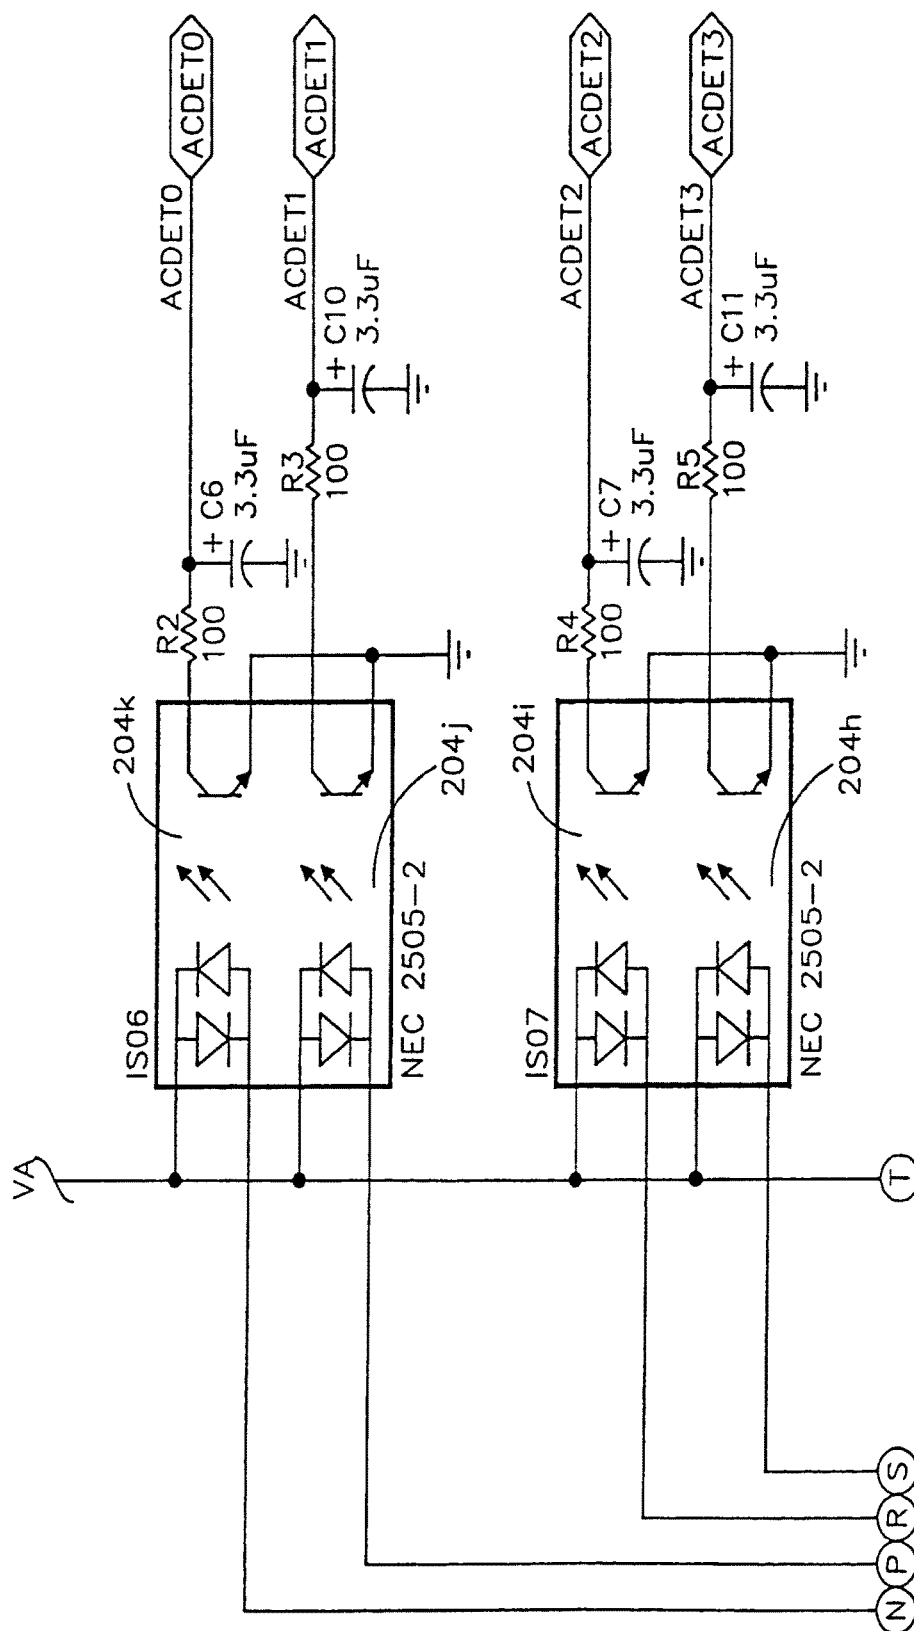 ACDET0
ACDET0
C6
+
3.3uF
R2
100
204k
IS06
ACDET1
ACDET1
C10
+
3.3uF
R3
100
204j
NEC 2505-2
ACDET2
ACDET2
C7
+
3.3uF
R4
100
204i
IS07
ACDET3
ACDET3
C11
+
3.3uF
R5
100
204h
NEC 2505-2
VA
N
P
R
S
T